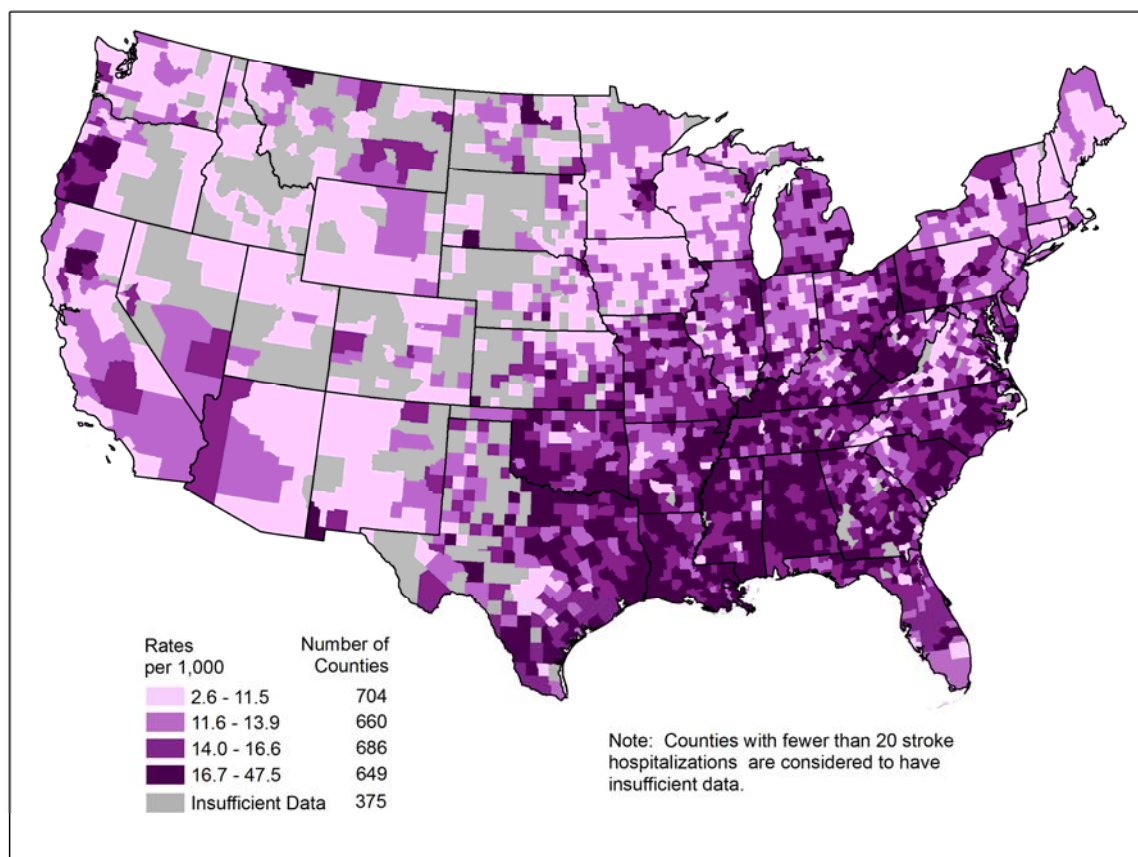 Rates
per 1,000
Number of
Counties
2.6 - 11.5 704
11.6 - 13.9 660
14.0 - 16.6 686
16.7 - 47.5 649
Insufficient Data 375
Note: Counties with fewer than 20 stroke
hospitalizations are considered to have
insufficient data.